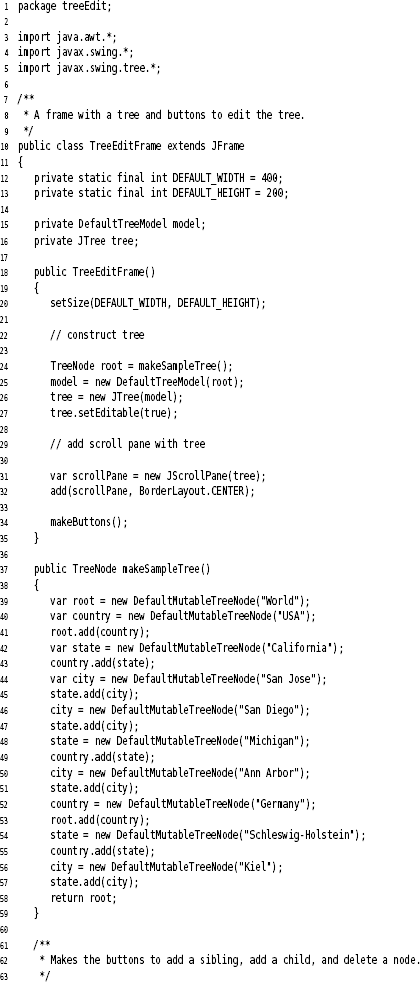 1 package treeEdit;
2
3 import java.awt.*;
4 import javax.swing.*;
5 import javax.swing.tree.*;
6
7 /**
8  * A frame with a tree and buttons to edit the tree.
9  */
10 public class TreeEditFrame extends JFrame
11 {
12    private static final int DEFAULT_WIDTH = 400;
13    private static final int DEFAULT_HEIGHT = 200;
14
15    private DefaultTreeModel model;
16    private JTree tree;
17
18    public TreeEditFrame()
19    {
20       setSize(DEFAULT_WIDTH, DEFAULT_HEIGHT);
21
22       // construct tree
23
24       TreeNode root = makeSampleTree();
25       model = new DefaultTreeModel(root);
26       tree = new JTree(model);
27       tree.setEditable(true);
28
29       // add scroll pane with tree
30
31       var scrollPane = new JScrollPane(tree);
32       add(scrollPane, BorderLayout.CENTER);
33
34       makeButtons();
35    }
36
37    public TreeNode makeSampleTree()
38    {
39       var root = new DefaultMutableTreeNode("World");
40       var country = new DefaultMutableTreeNode("USA");
41       root.add(country);
42       var state = new DefaultMutableTreeNode("California");
43       country.add(state);
44       var city = new DefaultMutableTreeNode("San Jose");
45       state.add(city);
46       city = new DefaultMutableTreeNode("San Diego");
47       state.add(city);
48       state = new DefaultMutableTreeNode("Michigan");
49       country.add(state);
50       city = new DefaultMutableTreeNode("Ann Arbor");
51       state.add(city);
52       country = new DefaultMutableTreeNode("Germany");
53       root.add(country);
54       state = new DefaultMutableTreeNode("Schleswig-Holstein");
55       country.add(state);
56       city = new DefaultMutableTreeNode("Kiel");
57       state.add(city);
58       return root;
59    }
60
61    /**
62     * Makes the buttons to add a sibling, add a child, and delete a node.
63     */